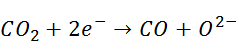 CO₂ + 2e⁻ → CO + O²⁻